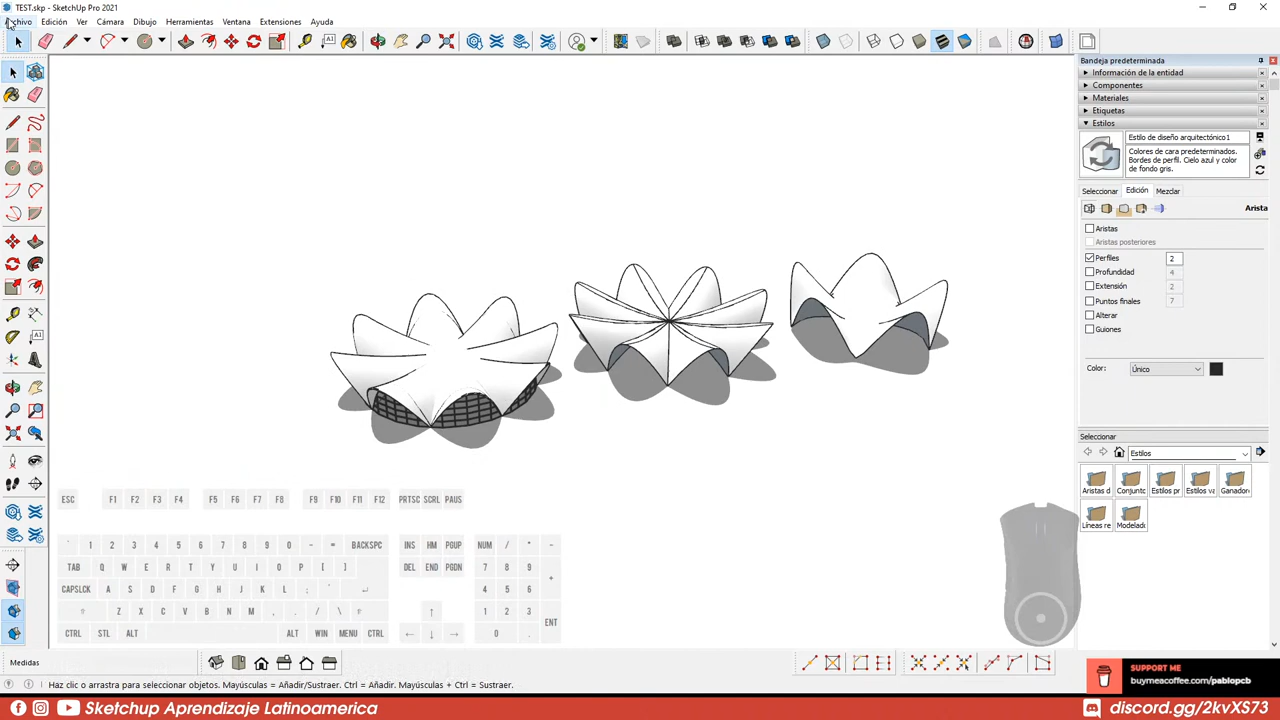 TEST.skp - SketchUp Pro 2021
Archivo Edición Ver Cámara Dibujo Herramientas Ventana Extensiones Ayuda
Bandeja predeterminada
Información de la entidad
Componentes
Materiales
Etiquetas
Estilos
Estilo de diseño arquitectónico1
Colores de cara predeterminados.
Bordes de perfil. Cielo azul y color
de fondo gris.
Seleccionar Edición Mezclar
Arista
Aristas
Aristas posteriores
Perfiles 2
Profundidad 4
Extensión 2
Puntos finales 7
Alterar
Guiones
Color: Único
Seleccionar
Estilos
Aristas d Conjunto Estilos pr Estilos va Ganador
Líneas re Modelad
ESC F1 F2 F3 F4 F5 F6 F7 F8 F9 F10 F11 F12 PRTSC SCRL PAUS
` 1 2 3 4 5 6 7 8 9 0 - = BACKSPC INS HM PGUP NUM / * -
TAB Q W E R T Y U I O P [ ] DEL END PGDN 7 8 9 +
CAPSLCK A S D F G H J K L ; ' 4 5 6
Z X C V B N M , . / \ 1 2 3 ENT
CTRL STL ALT ALT WIN MENU CTRL 0 .
Medidas
Haz clic o arrastra para seleccionar objetos. Mayúsculas = Añadir/Sustraer. Ctrl = Añadir. Mayúsculas + Ctrl = Sustraer.
SUPPORT ME
buymeacoffee.com/pablopcb
Sketchup Aprendizaje Latinoamerica
discord.gg/2kvXS73